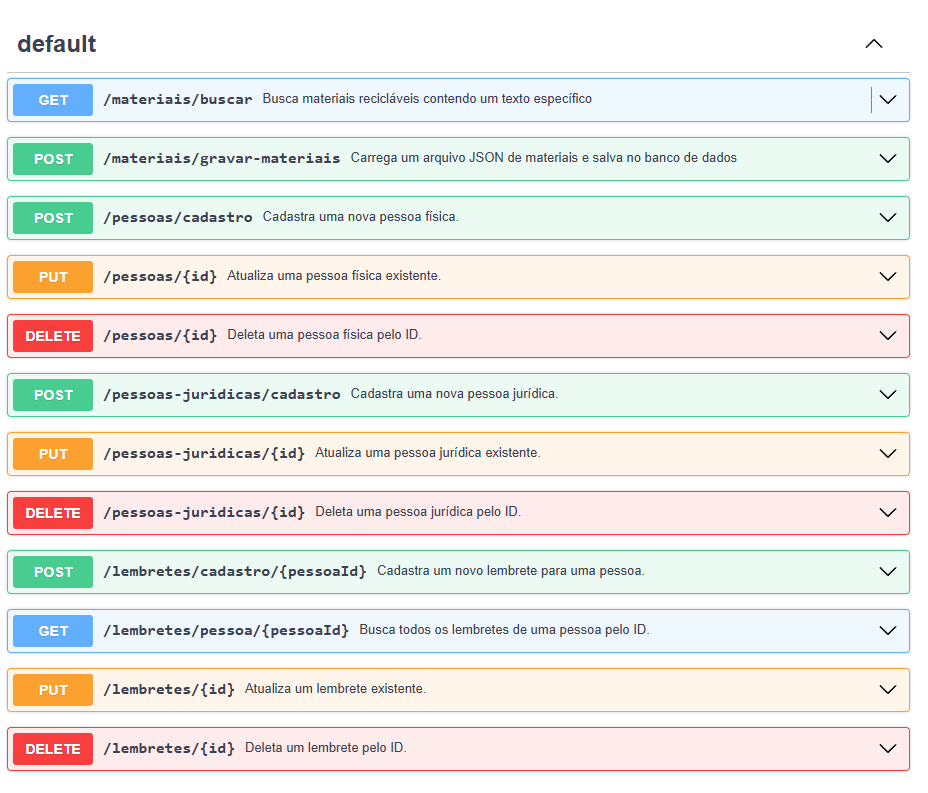 default
GET /materiais/buscar Busca materiais recicláveis contendo um texto específico
POST /materiais/gravar-materiais Carrega um arquivo JSON de materiais e salva no banco de dados
POST /pessoas/cadastro Cadastra uma nova pessoa física.
PUT /pessoas/{id} Atualiza uma pessoa física existente.
DELETE /pessoas/{id} Deleta uma pessoa física pelo ID.
POST /pessoas-juridicas/cadastro Cadastra uma nova pessoa jurídica.
PUT /pessoas-juridicas/{id} Atualiza uma pessoa jurídica existente.
DELETE /pessoas-juridicas/{id} Deleta uma pessoa jurídica pelo ID.
POST /lembretes/cadastro/{pessoaId} Cadastra um novo lembrete para uma pessoa.
GET /lembretes/pessoa/{pessoaId} Busca todos os lembretes de uma pessoa pelo ID.
PUT /lembretes/{id} Atualiza um lembrete existente.
DELETE /lembretes/{id} Deleta um lembrete pelo ID.